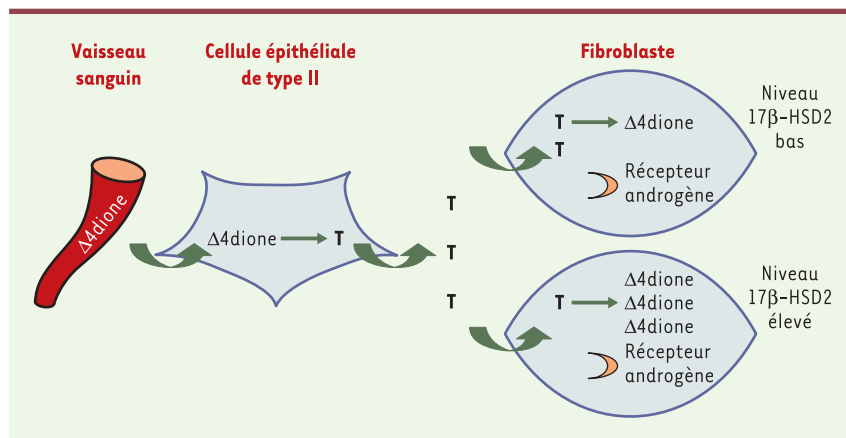 Vaisseau
sanguin
Cellule épithéliale
de type II
Fibroblaste
Δ4dione
Δ4dione
T
T
T
T
T
Δ4dione
T
Récepteur
androgène
Niveau
17β-HSD2
bas
T
Δ4dione
Δ4dione
Δ4dione
Récepteur
androgène
Niveau
17β-HSD2
élevé